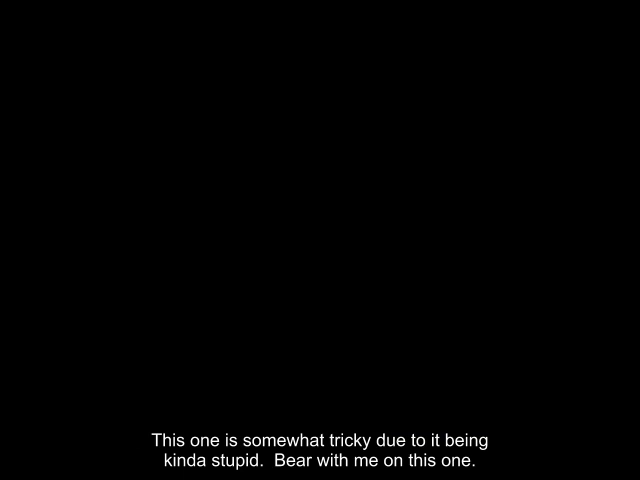 This one is somewhat tricky due to it being
kinda stupid.  Bear with me on this one.